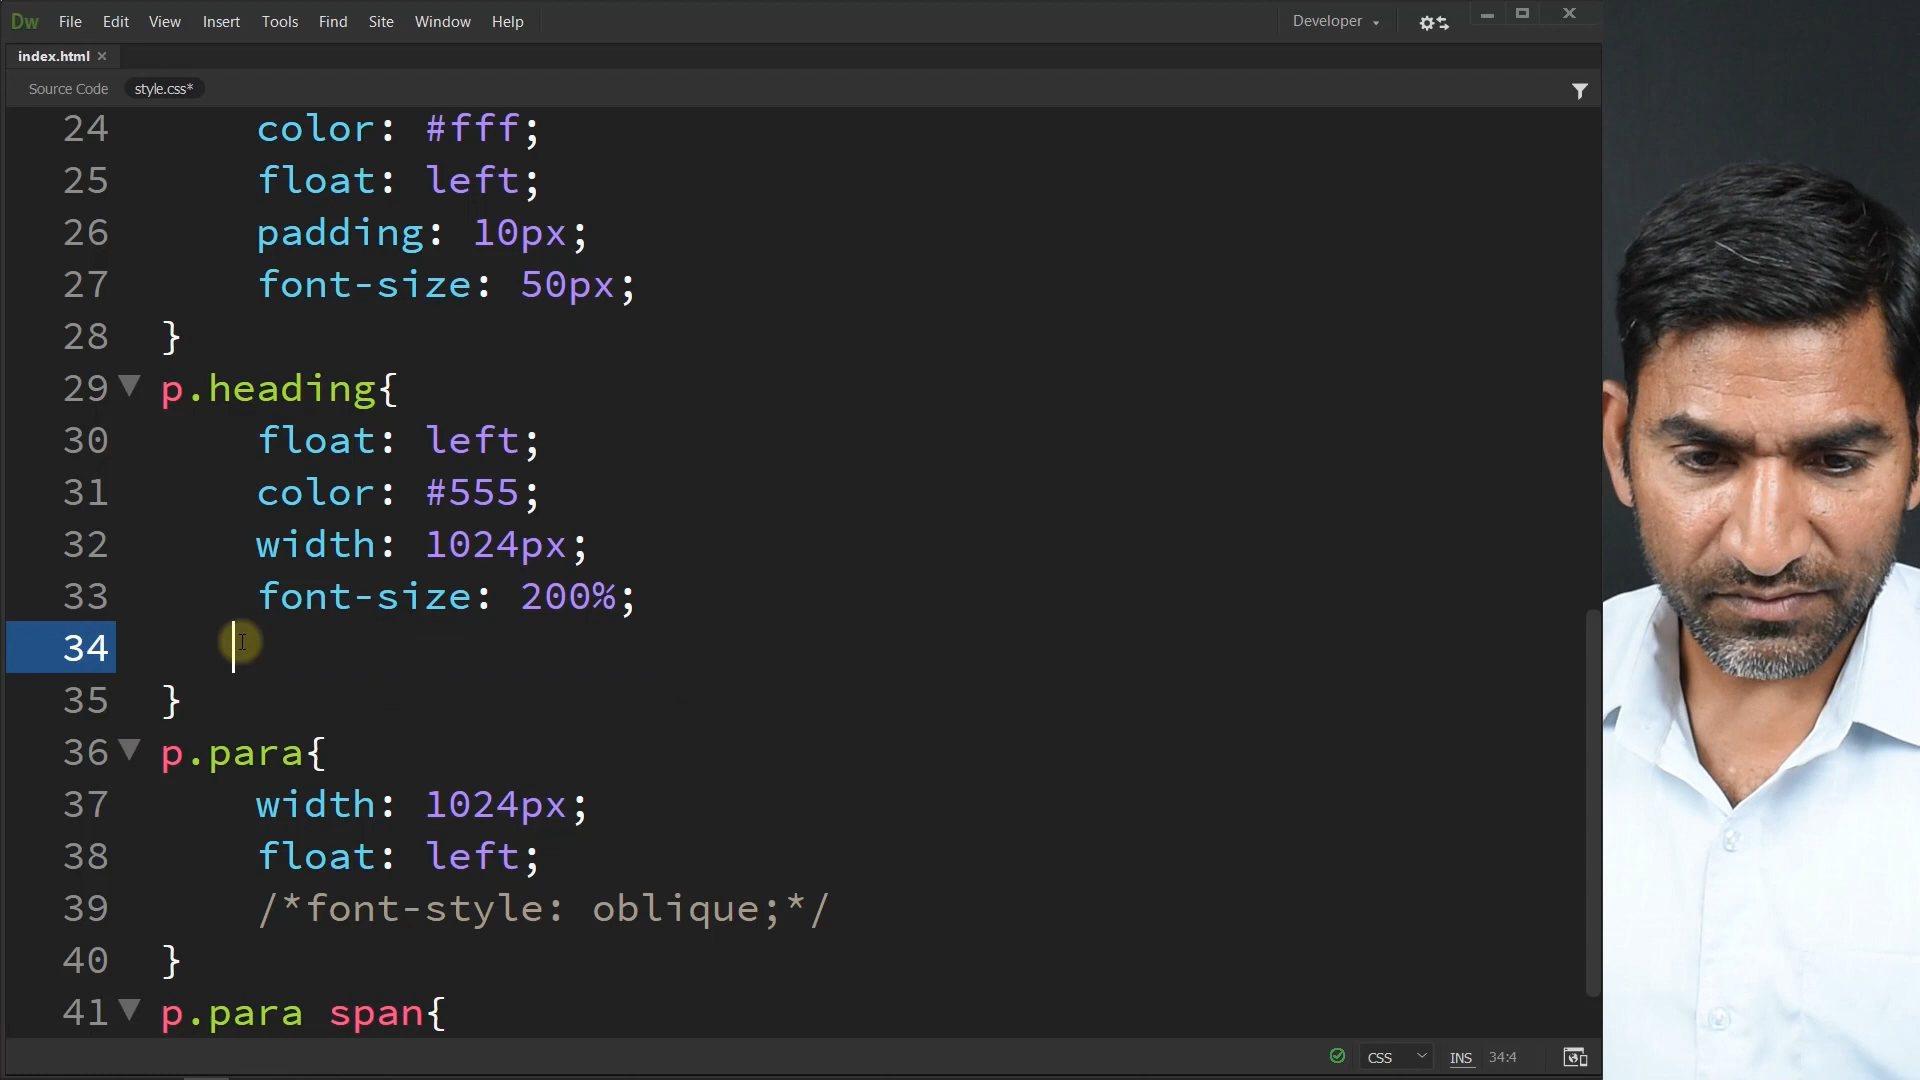 Dw File Edit View Insert Tools Find Site Window Help Developer
index.html
Source Code style.css*
24 color: #fff;
25 float: left;
26 padding: 10px;
27 font-size: 50px;
28 }
29 p.heading{
30 float: left;
31 color: #555;
32 width: 1024px;
33 font-size: 200%;
34
35 }
36 p.para{
37 width: 1024px;
38 float: left;
39 /*font-style: oblique;*/
40 }
41 p.para span{
CSS INS 34:4